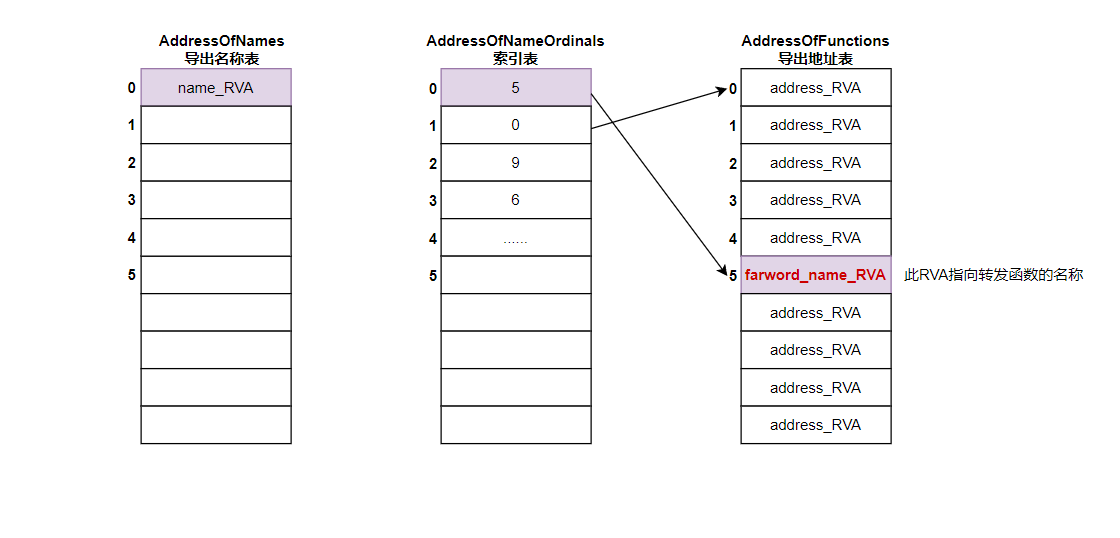 AddressOfNames
导出名称表
0 name_RVA
1
2
3
4
5
AddressOfNameOrdinals
索引表
0 5
1 0
2 9
3 6
4 ......
5
AddressOfFunctions
导出地址表
0 address_RVA
1 address_RVA
2 address_RVA
3 address_RVA
4 address_RVA
5 farword_name_RVA 此RVA指向转发函数的名称
address_RVA
address_RVA
address_RVA
address_RVA